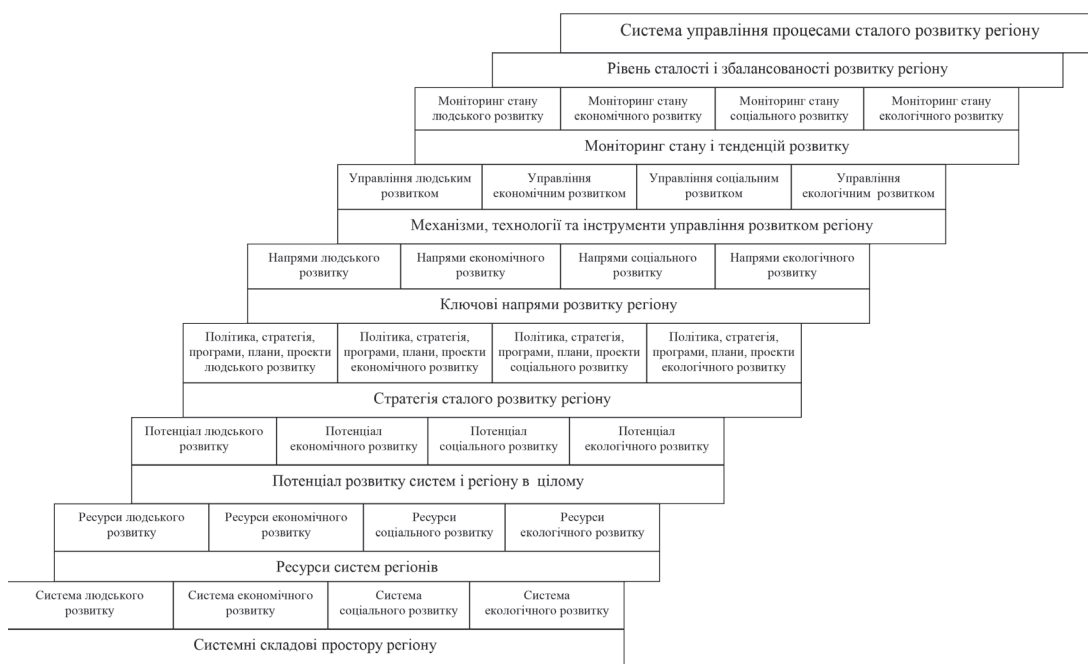 Система управління процесами сталого розвитку регіону
Рівень сталості і збалансованості розвитку регіону
Моніторинг стану
людського розвитку
Моніторинг стану
економічного розвитку
Моніторинг стану
соціального розвитку
Моніторинг стану
екологічного розвитку
Моніторинг стану і тенденцій розвитку
Управління людським
розвитком
Управління
економічним розвитком
Управління соціальним
розвитком
Управління
екологічним розвитком
Механізми, технології та інструменти управління розвитком регіону
Напрями людського
розвитку
Напрями економічного
розвитку
Напрями соціального
розвитку
Напрями екологічного
розвитку
Ключові напрями розвитку регіону
Політика, стратегія,
програми, плани, проекти
людського розвитку
Політика, стратегія,
програми, плани, проекти
економічного розвитку
Політика, стратегія,
програми, плани, проекти
соціального розвитку
Політика, стратегія,
програми, плани, проекти
екологічного розвитку
Стратегія сталого розвитку регіону
Потенціал людського
розвитку
Потенціал
економічного розвитку
Потенціал
соціального розвитку
Потенціал
екологічного розвитку
Потенціал розвитку систем і регіону в цілому
Ресурси людського
розвитку
Ресурси економічного
розвитку
Ресурси
соціального розвитку
Ресурси
екологічного розвитку
Ресурси систем регіонів
Система людського
розвитку
Система економічного
розвитку
Система
соціального розвитку
Система
екологічного розвитку
Системні складові простору регіону